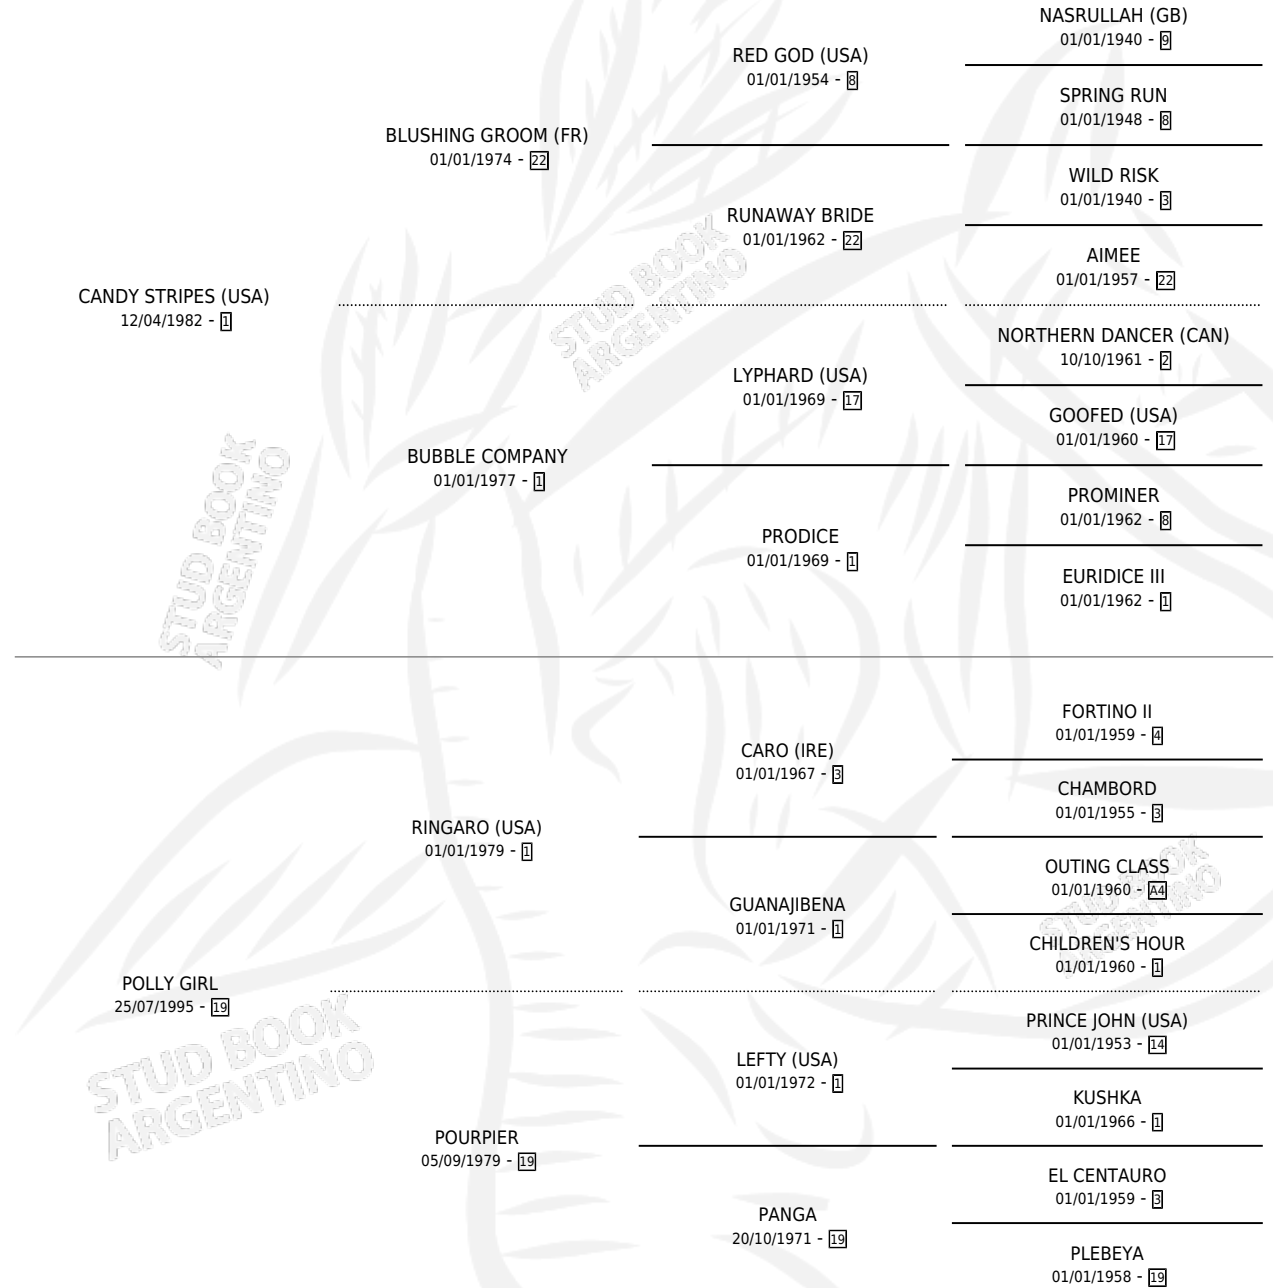 NASRULLAH (GB)
01/01/1940 - 9
RED GOD (USA)
01/01/1954 - 8
SPRING RUN
01/01/1948 - 8
BLUSHING GROOM (FR)
01/01/1974 - 22
WILD RISK
01/01/1940 - 3
RUNAWAY BRIDE
01/01/1962 - 22
AIMEE
01/01/1957 - 22
CANDY STRIPES (USA)
12/04/1982 - 1
NORTHERN DANCER (CAN)
10/10/1961 - 2
LYPHARD (USA)
01/01/1969 - 17
GOOFED (USA)
01/01/1960 - 17
BUBBLE COMPANY
01/01/1977 - 1
PROMINER
01/01/1962 - 8
PRODICE
01/01/1969 - 1
EURIDICE III
01/01/1962 - 1
STUD BOOK
ARGENTINO
STUD BOOK
ARGENTINO
FORTINO II
01/01/1959 - 4
CARO (IRE)
01/01/1967 - 3
CHAMBORD
01/01/1955 - 3
RINGARO (USA)
01/01/1979 - 1
OUTING CLASS
01/01/1960 - A4
GUANAJIBENA
01/01/1971 - 1
CHILDREN'S HOUR
01/01/1960 - 1
POLLY GIRL
25/07/1995 - 19
PRINCE JOHN (USA)
01/01/1953 - 14
LEFTY (USA)
01/01/1972 - 1
KUSHKA
01/01/1966 - 1
POURPIER
05/09/1979 - 19
EL CENTAURO
01/01/1959 - 3
PANGA
20/10/1971 - 19
PLEBEYA
01/01/1958 - 19
STUD BOOK
ARGENTINO
STUD BOOK
ARGENTINO